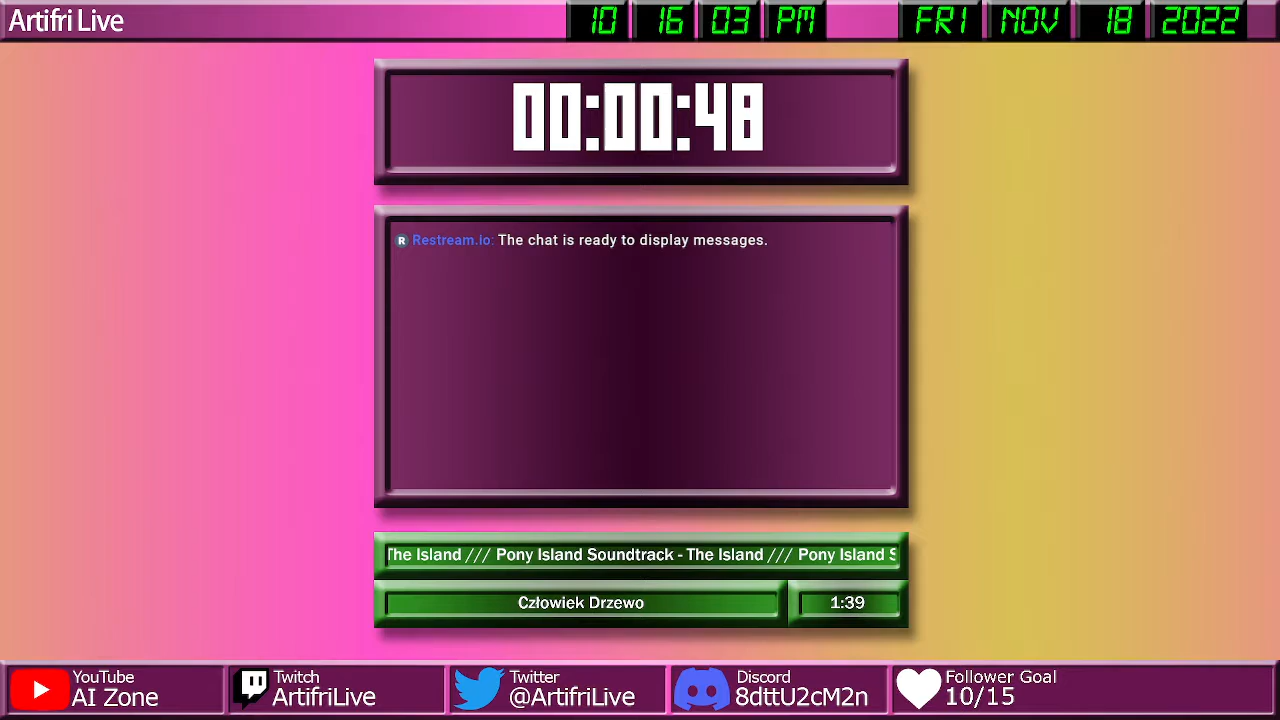 Artifri Live
10 16 03 PM FRI NOV 18 2022
00:00:48
R Restream.io: The chat is ready to display messages.
The Island /// Pony Island Soundtrack - The Island /// Pony Island S
Człowiek Drzewo
1:39
YouTube
AI Zone
Twitch
ArtifriLive
Twitter
@ArtifriLive
Discord
8dttU2cM2n
Follower Goal
10/15